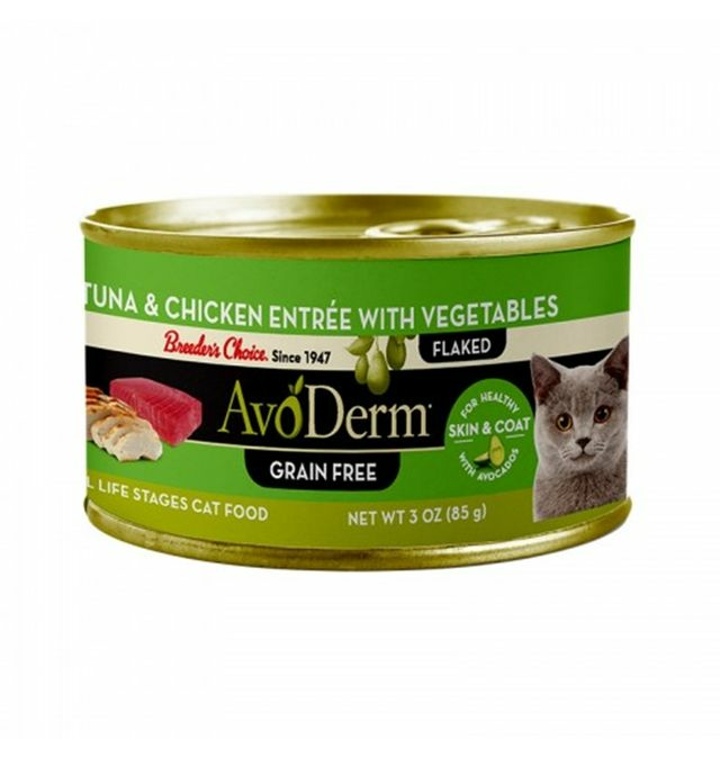 TUNA & CHICKEN ENTRÉE WITH VEGETABLES
Breeder's Choice. Since 1947
FLAKED
AvoDerm
GRAIN FREE
FOR HEALTHY
SKIN & COAT
WITH AVOCADOS
LIFE STAGES CAT FOOD
NET WT 3 OZ (85 g)